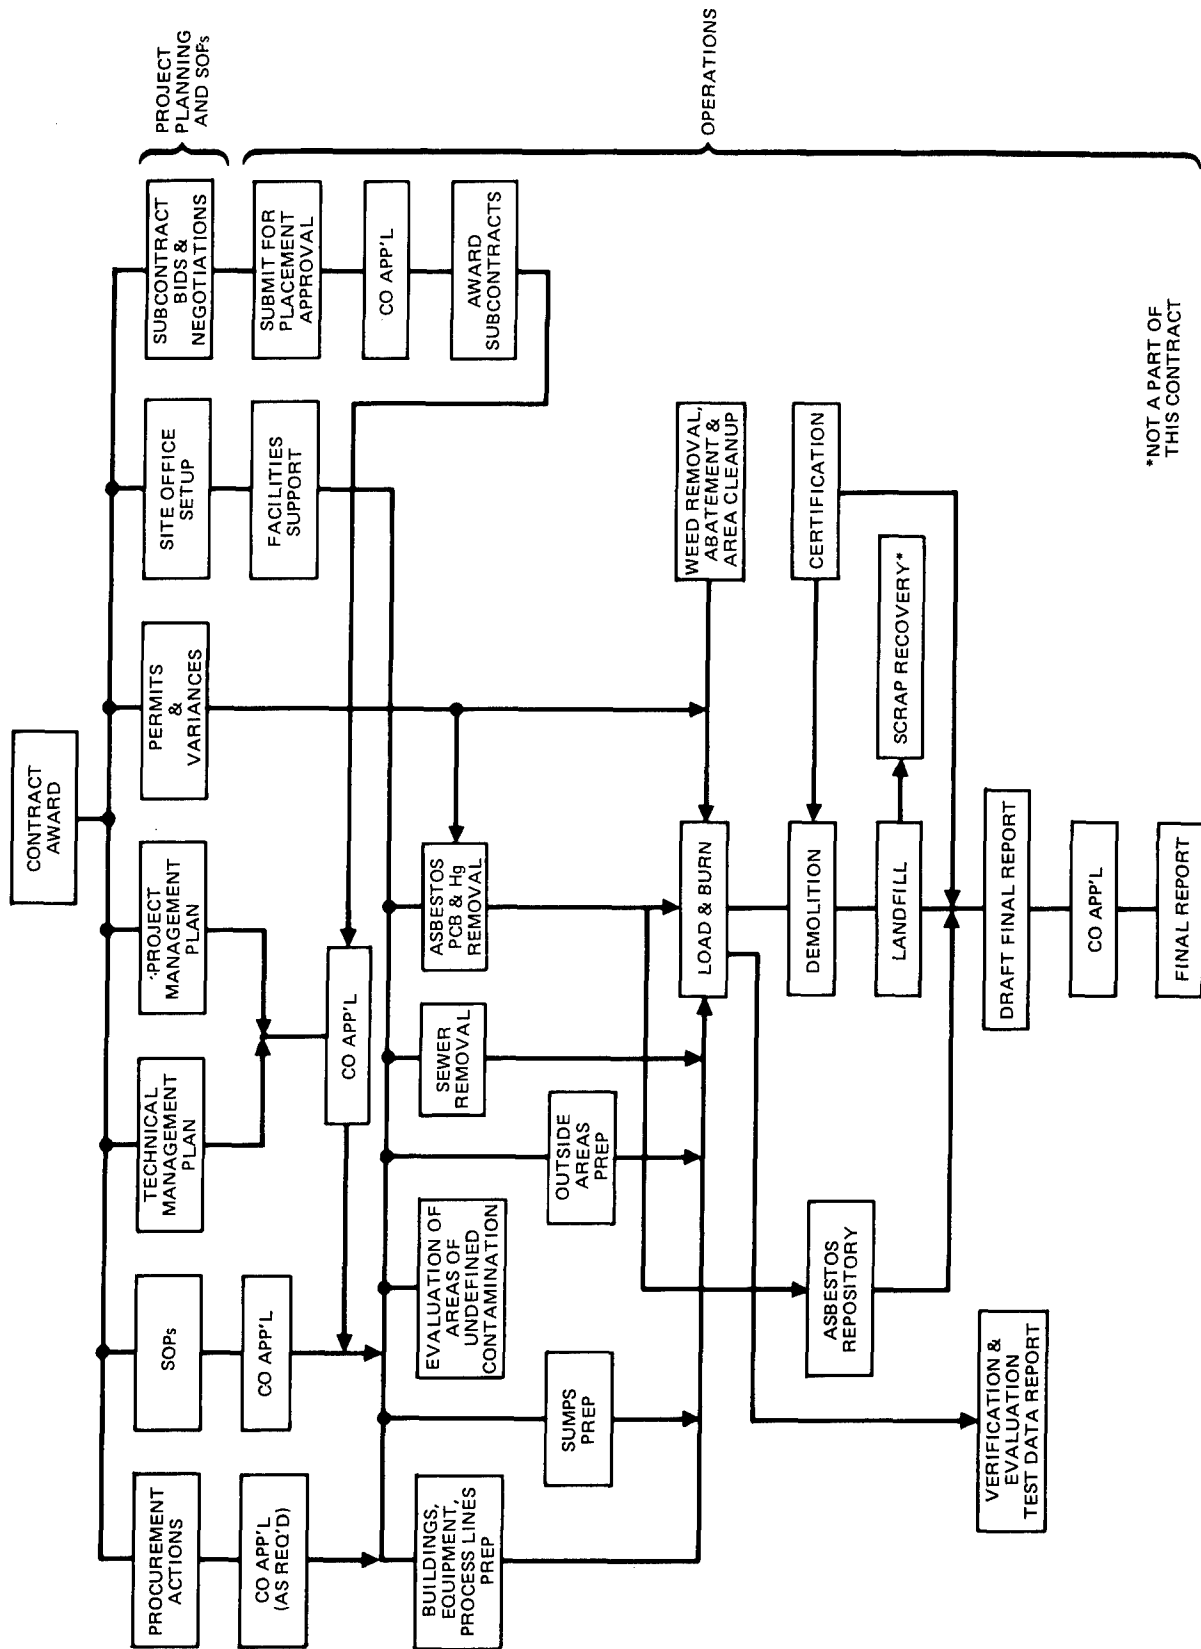 CONTRACT
AWARD
PROCUREMENT
ACTIONS
SOPs
TECHNICAL
MANAGEMENT
PLAN
PROJECT
MANAGEMENT
PLAN
PERMITS
&
VARIANCES
SITE OFFICE
SETUP
SUBCONTRACT
BIDS &
NEGOTIATIONS
PROJECT
PLANNING
AND SOPs
CO APP'L
(AS REQ'D)
CO APP'L
FACILITIES
SUPPORT
SUBMIT FOR
PLACEMENT
APPROVAL
CO APP'L
CO APP'L
AWARD
SUBCONTRACTS
OPERATIONS
BUILDINGS,
EQUIPMENT,
PROCESS LINES
PREP
EVALUATION OF
AREAS OF
UNDEFINED
CONTAMINATION
SEWER
REMOVAL
ASBESTOS
PCB & Hg
REMOVAL
SUMPS
PREP
OUTSIDE
AREAS
PREP
LOAD & BURN
WEED REMOVAL,
ABATEMENT &
AREA CLEANUP
DEMOLITION
CERTIFICATION
ASBESTOS
REPOSITORY
LANDFILL
SCRAP RECOVERY*
VERIFICATION &
EVALUATION
TEST DATA REPORT
DRAFT FINAL REPORT
CO APP'L
FINAL REPORT
*NOT A PART OF
THIS CONTRACT